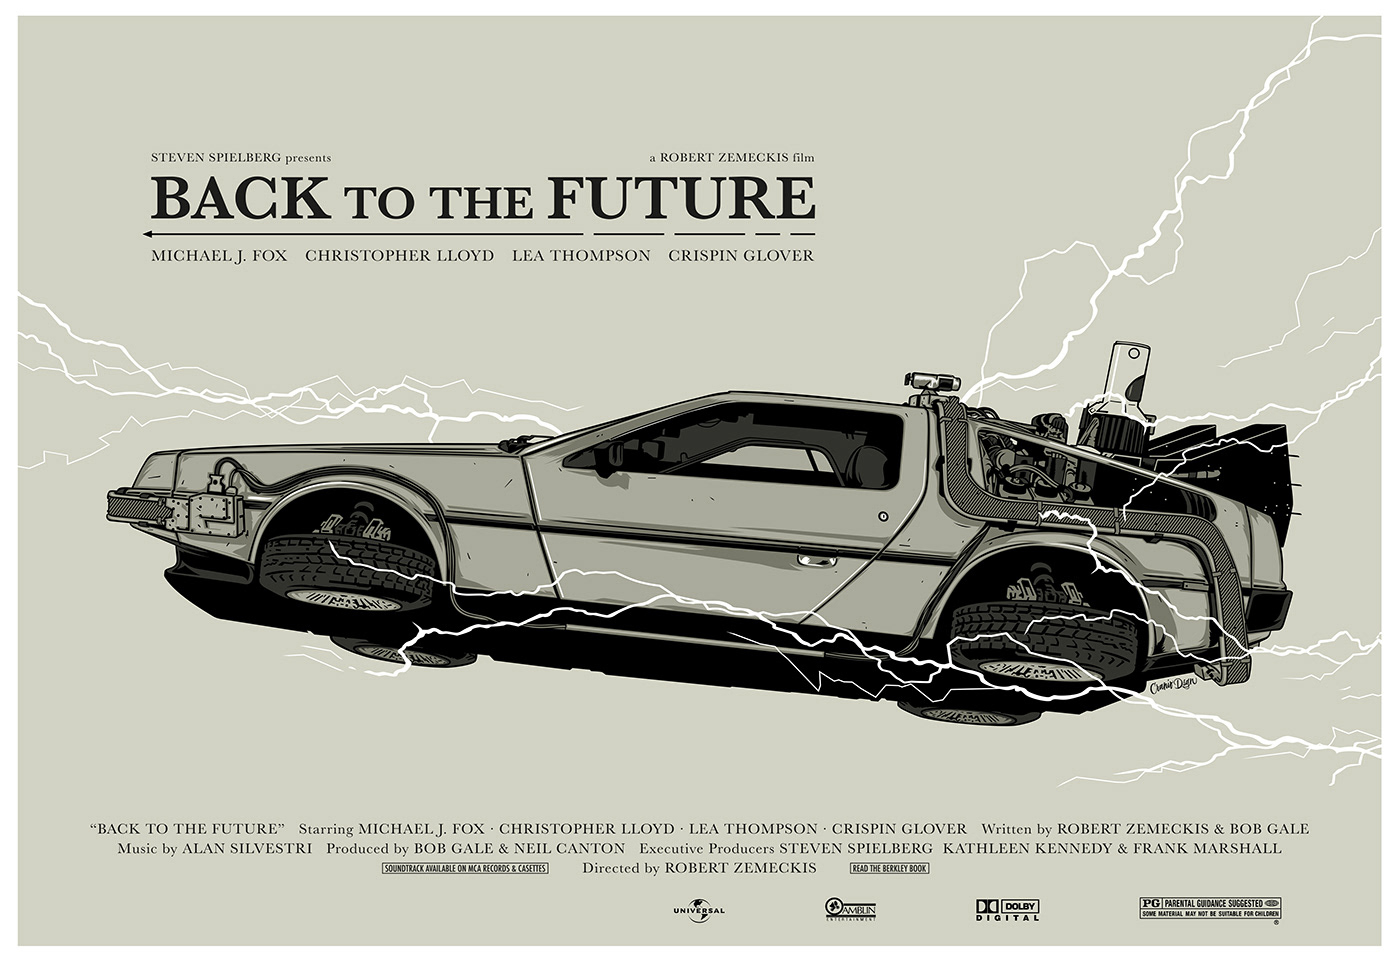 STEVEN SPIELBERG presents a ROBERT ZEMECKIS film
BACK TO THE FUTURE
MICHAEL J. FOX CHRISTOPHER LLOYD LEA THOMPSON CRISPIN GLOVER
“BACK TO THE FUTURE” Starring MICHAEL J. FOX · CHRISTOPHER LLOYD · LEA THOMPSON · CRISPIN GLOVER Written by ROBERT ZEMECKIS & BOB GALE
Music by ALAN SILVESTRI Produced by BOB GALE & NEIL CANTON Executive Producers STEVEN SPIELBERG KATHLEEN KENNEDY & FRANK MARSHALL
SOUNDTRACK AVAILABLE ON MCA RECORDS & CASETTES Directed by ROBERT ZEMECKIS READ THE BERKLEY BOOK
UNIVERSAL
AMBLIN
ENTERTAINMENT
DOLBY
DIGITAL
PG PARENTAL GUIDANCE SUGGESTED
SOME MATERIAL MAY NOT BE SUITABLE FOR CHILDREN
®